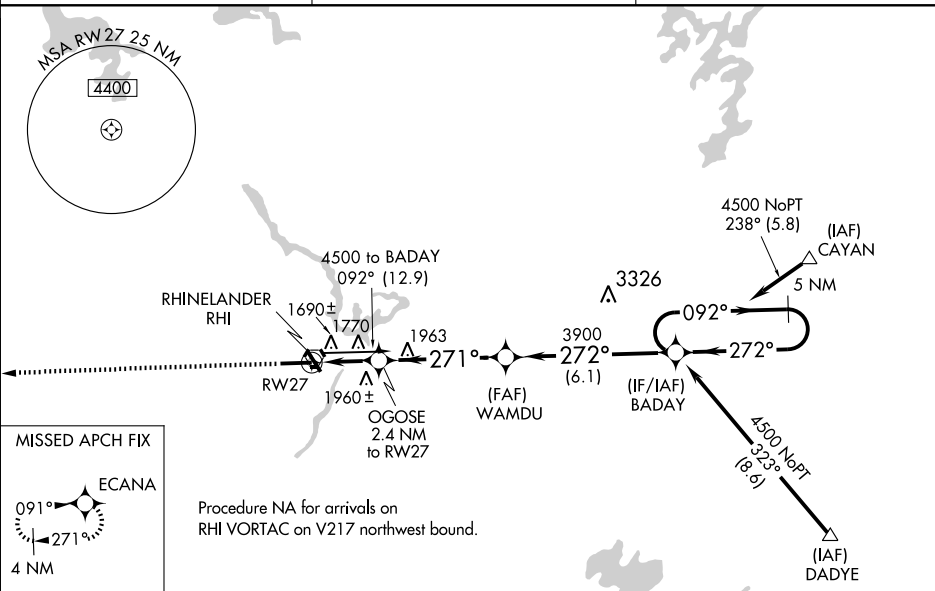 MSA RW27 25 NM
4400
4500 NoPT
238° (5.8)
(IAF)
CAYAN
5 NM
4500 to BADAY
092° (12.9)
3326
RHINELANDER
RHI
1690±
1770
1963
092°
3900
271°
272°
(6.1)
272°
RW27
1960±
(FAF)
WAMDU
(IF/IAF)
BADAY
OGOSE
2.4 NM
to RW27
4500 NoPT
323°
(8.6)
MISSED APCH FIX
ECANA
091°
271°
4 NM
Procedure NA for arrivals on
RHI VORTAC on V217 northwest bound.
(IAF)
DADYE